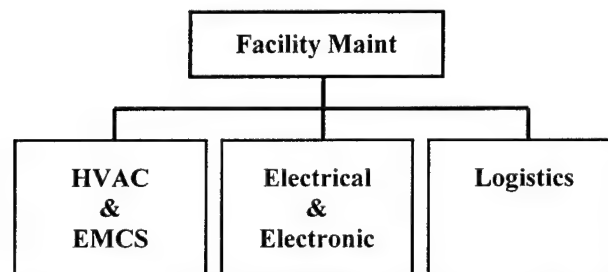 Facility Maint
HVAC
&
EMCS
Electrical
&
Electronic
Logistics